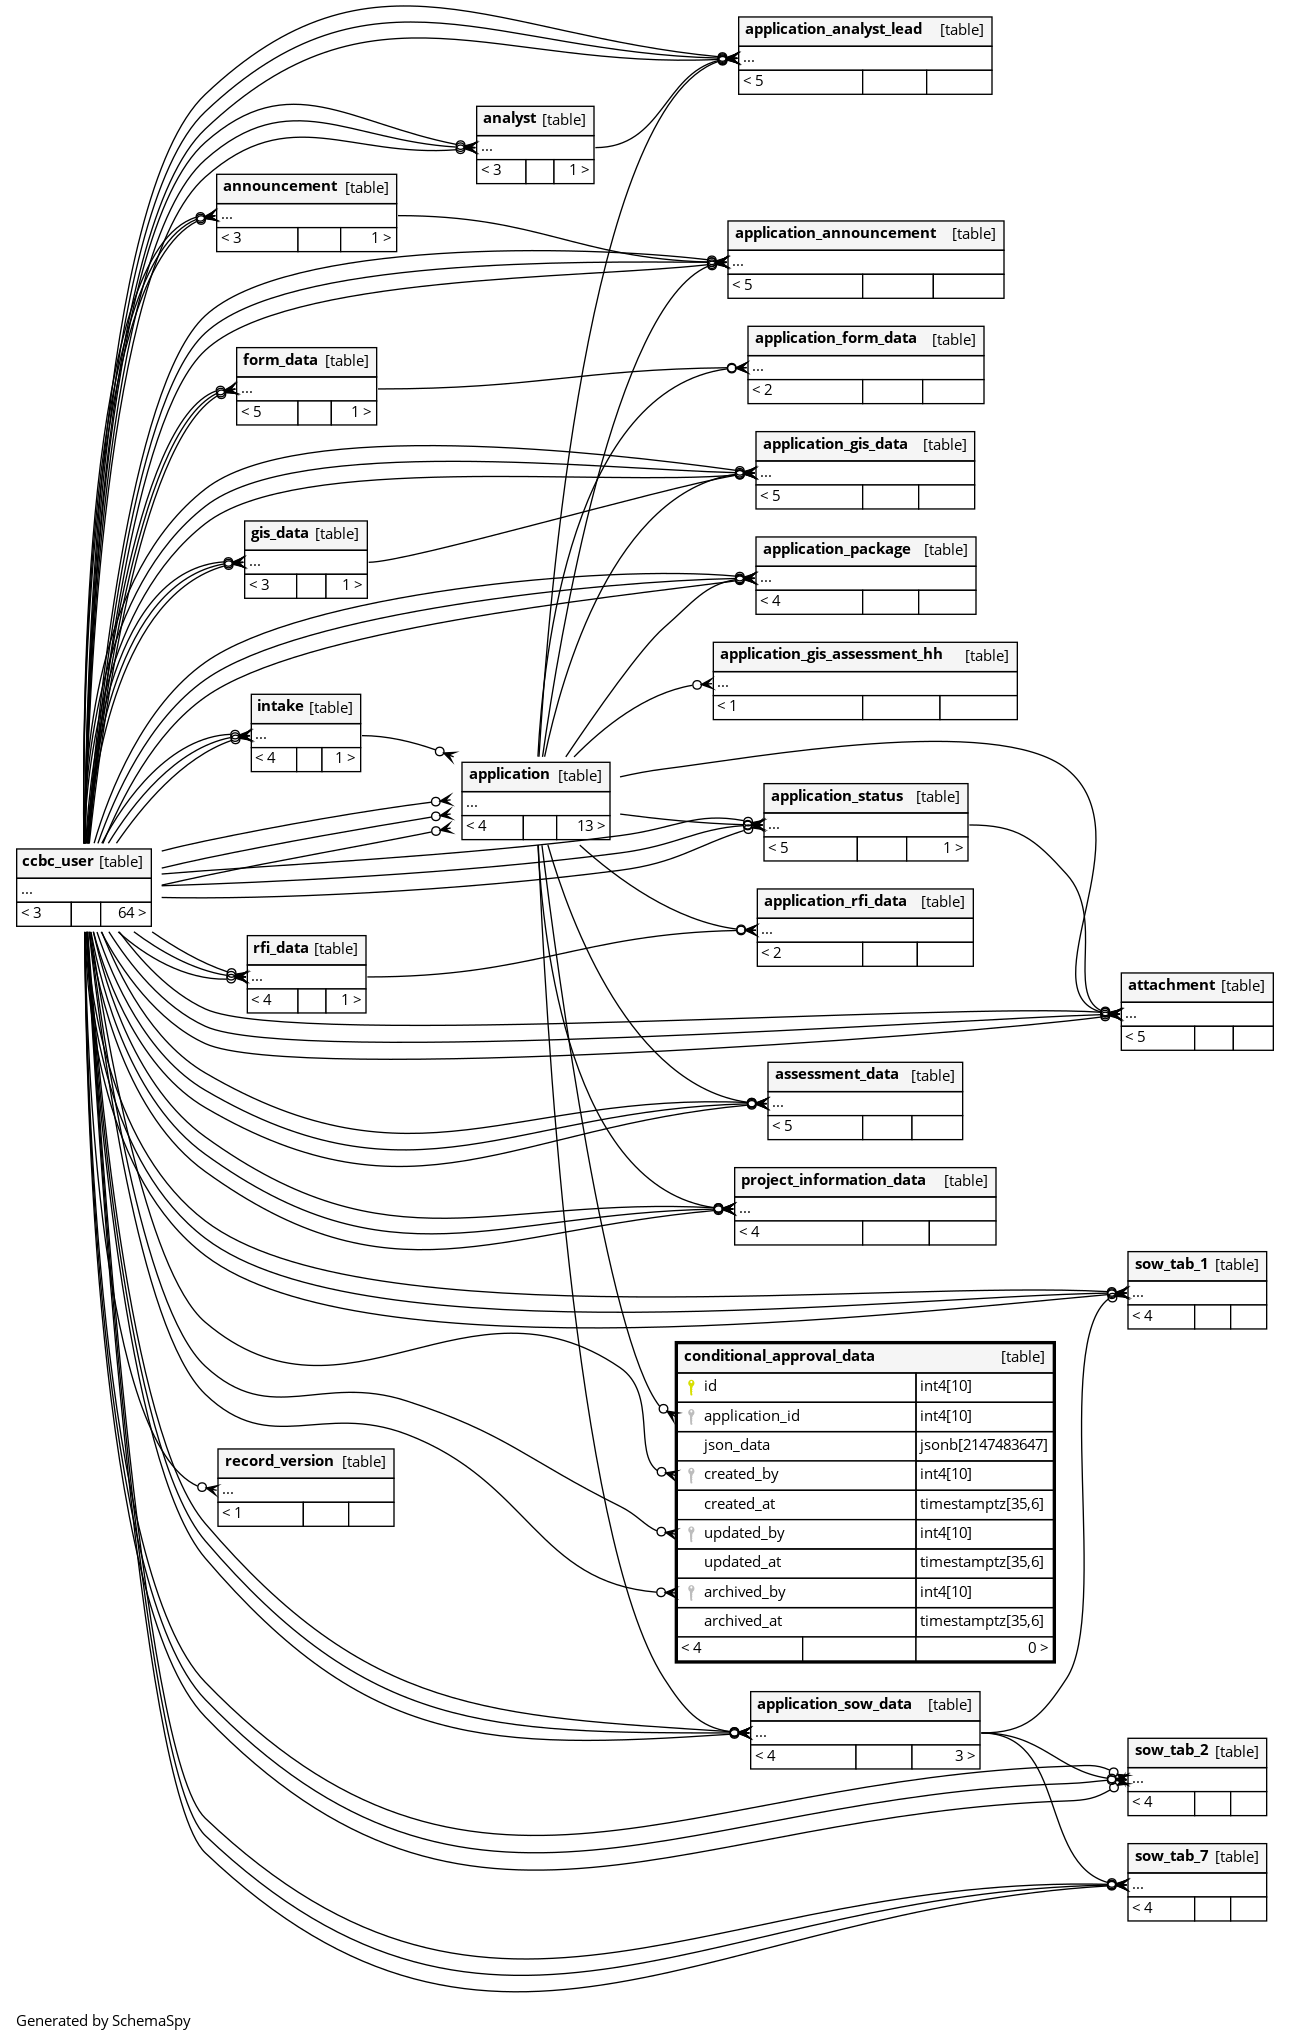 application_analyst_lead [table]
...
< 5
analyst [table]
...
< 3 1 >
announcement [table]
...
< 3 1 >
application_announcement [table]
...
< 5
application_form_data [table]
...
< 2
form_data [table]
...
< 5 1 >
application_gis_data [table]
...
< 5
gis_data [table]
...
< 3 1 >
application_package [table]
...
< 4
application_gis_assessment_hh [table]
...
< 1
intake [table]
...
< 4 1 >
application [table]
...
< 4 13 >
application_status [table]
...
< 5 1 >
ccbc_user [table]
...
< 3 64 >
application_rfi_data [table]
...
< 2
rfi_data [table]
...
< 4 1 >
attachment [table]
...
< 5
assessment_data [table]
...
< 5
project_information_data [table]
...
< 4
sow_tab_1 [table]
...
< 4
conditional_approval_data [table]
id int4[10]
application_id int4[10]
json_data jsonb[2147483647]
created_by int4[10]
created_at timestamptz[35,6]
updated_by int4[10]
updated_at timestamptz[35,6]
archived_by int4[10]
archived_at timestamptz[35,6]
< 4 0 >
record_version [table]
...
< 1
application_sow_data [table]
...
< 4 3 >
sow_tab_2 [table]
...
< 4
sow_tab_7 [table]
...
< 4
Generated by SchemaSpy